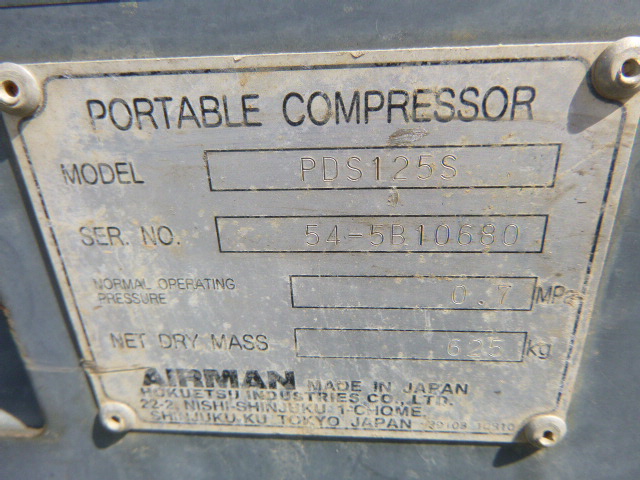 PORTABLE COMPRESSOR
MODEL PDS125S
SER. NO. 54-5B10680
NORMAL OPERATING
PRESSURE 0.7 MPa
NET DRY MASS 625 kg
AIRMAN MADE IN JAPAN
HOKUETSU INDUSTRIES CO., LTD.
22-2, NISHI-SHINJUKU 1-CHOME,
SHINJUKU-KU TOKYO JAPAN